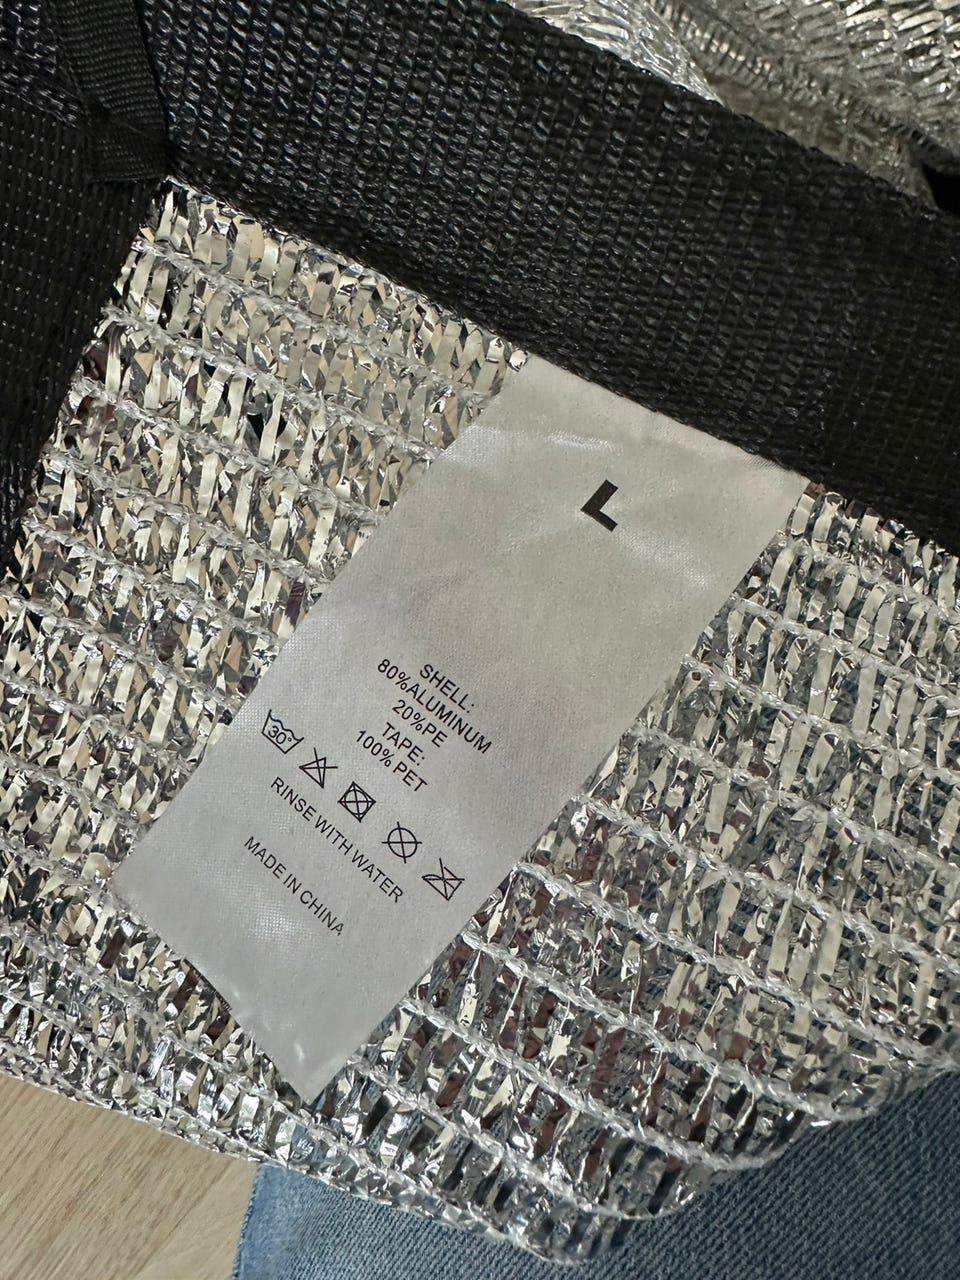 L
SHELL:
80%ALUMINUM
20%PE
TAPE:
100% PET
30°
RINSE WITH WATER
MADE IN CHINA